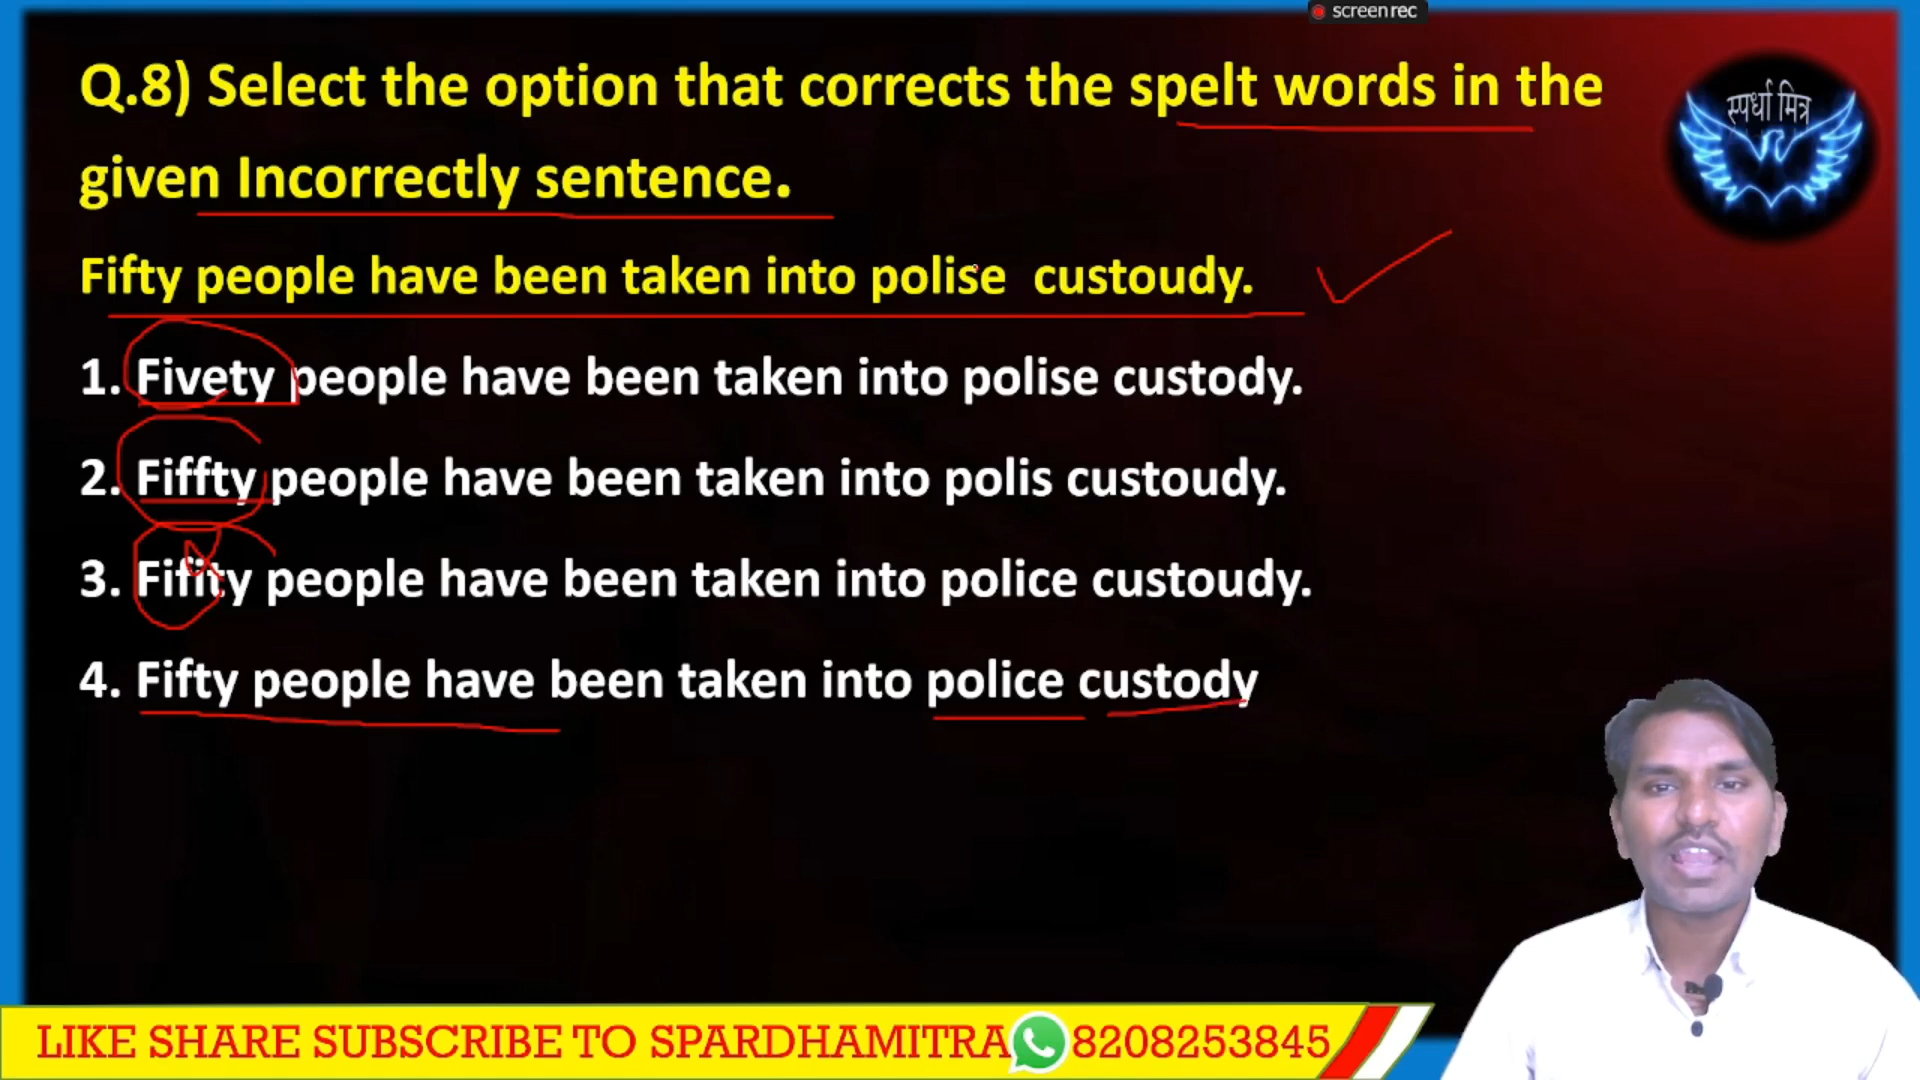 screenrec
Q.8) Select the option that corrects the spelt words in the
given Incorrectly sentence.
स्पर्धा मित्र
Fifty people have been taken into polise custoudy.
1. Fivety people have been taken into polise custody.
2. Fiffty people have been taken into polis custoudy.
3. Fifity people have been taken into police custoudy.
4. Fifty people have been taken into police custody
LIKE SHARE SUBSCRIBE TO SPARDHAMITRA 8208253845